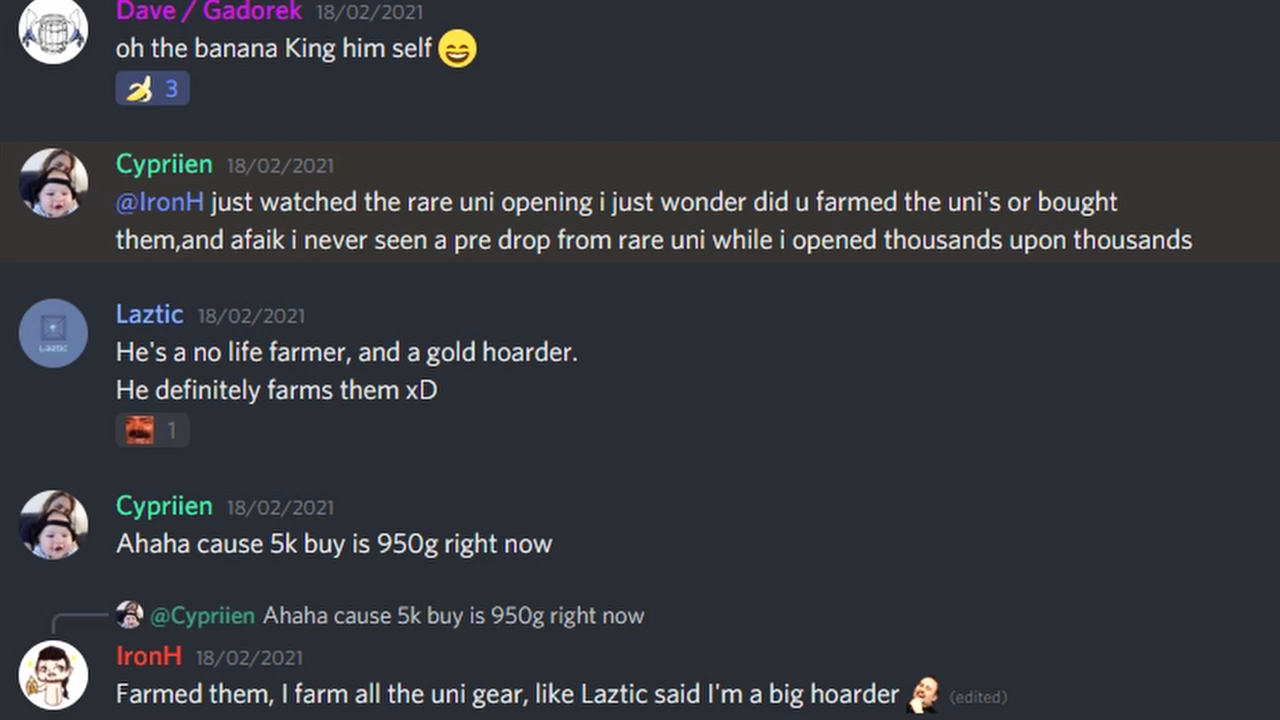 Dave / Gadorek 18/02/2021
oh the banana King him self
3
Cypriien 18/02/2021
@IronH just watched the rare uni opening i just wonder did u farmed the uni's or bought
them,and afaik i never seen a pre drop from rare uni while i opened thousands upon thousands
Laztic 18/02/2021
Laztic
He's a no life farmer, and a gold hoarder.
He definitely farms them xD
1
Cypriien 18/02/2021
Ahaha cause 5k buy is 950g right now
@Cypriien Ahaha cause 5k buy is 950g right now
IronH 18/02/2021
Farmed them, I farm all the uni gear, like Laztic said I'm a big hoarder (edited)